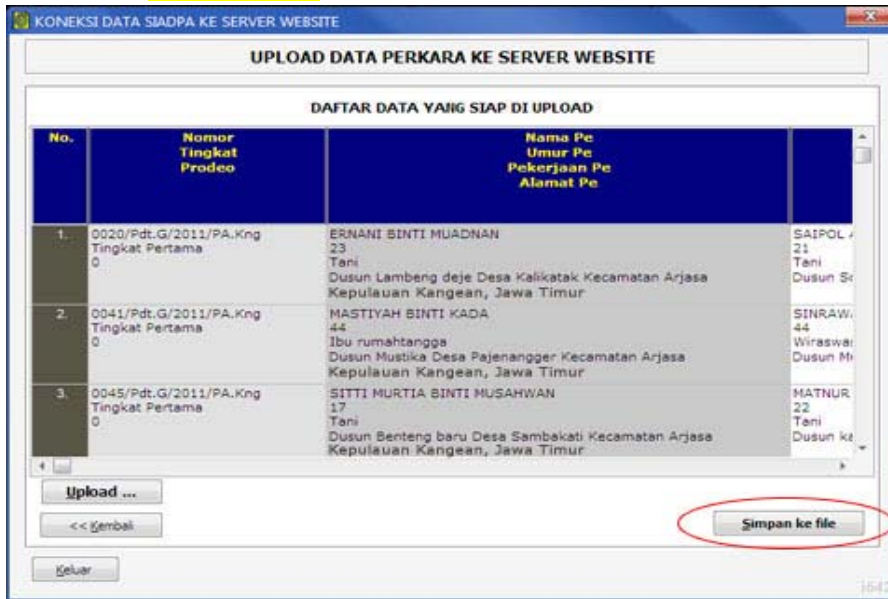 KONEKSI DATA SIADPA KE SERVER WEBSITE
UPLOAD DATA PERKARA KE SERVER WEBSITE
DAFTAR DATA YANG SIAP DI UPLOAD
No.
Nomor
Tingkat
Prodeo
Nama Pe
Umur Pe
Pekerjaan Pe
Alamat Pe
1.
0020/Pdt.G/2011/PA.Kng
Tingkat Pertama
0
ERNANI BINTI MUADNAN
23
Tani
Dusun Lambeng deje Desa Kalikatak Kecamatan Arjasa
Kepulauan Kangean, Jawa Timur
SAIPOL
21
Tani
Dusun
2.
0041/Pdt.G/2011/PA.Kng
Tingkat Pertama
0
MASTIYAH BINTI KADA
44
Ibu rumahtangga
Dusun Mustika Desa Pajenangger Kecamatan Arjasa
Kepulauan Kangean, Jawa Timur
SINRAW
44
Wiraswa
Dusun
3.
0045/Pdt.G/2011/PA.Kng
Tingkat Pertama
0
SITTI MURTIA BINTI MUSAHWAN
17
Tani
Dusun Benteng baru Desa Sambakati Kecamatan Arjasa
Kepulauan Kangean, Jawa Timur
MATNUR
22
Tani
Dusun ka
Upload ...
<< Kembali
Simpan ke file
Keluar